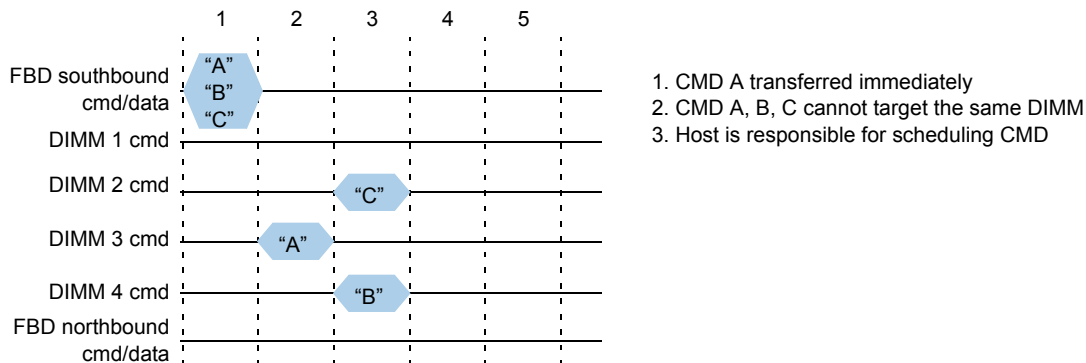 1 2 3 4 5
FBD southbound
cmd/data
“A”
“B”
“C”
DIMM 1 cmd
DIMM 2 cmd
“C”
DIMM 3 cmd
“A”
DIMM 4 cmd
“B”
FBD northbound
cmd/data
1. CMD A transferred immediately
2. CMD A, B, C cannot target the same DIMM
3. Host is responsible for scheduling CMD